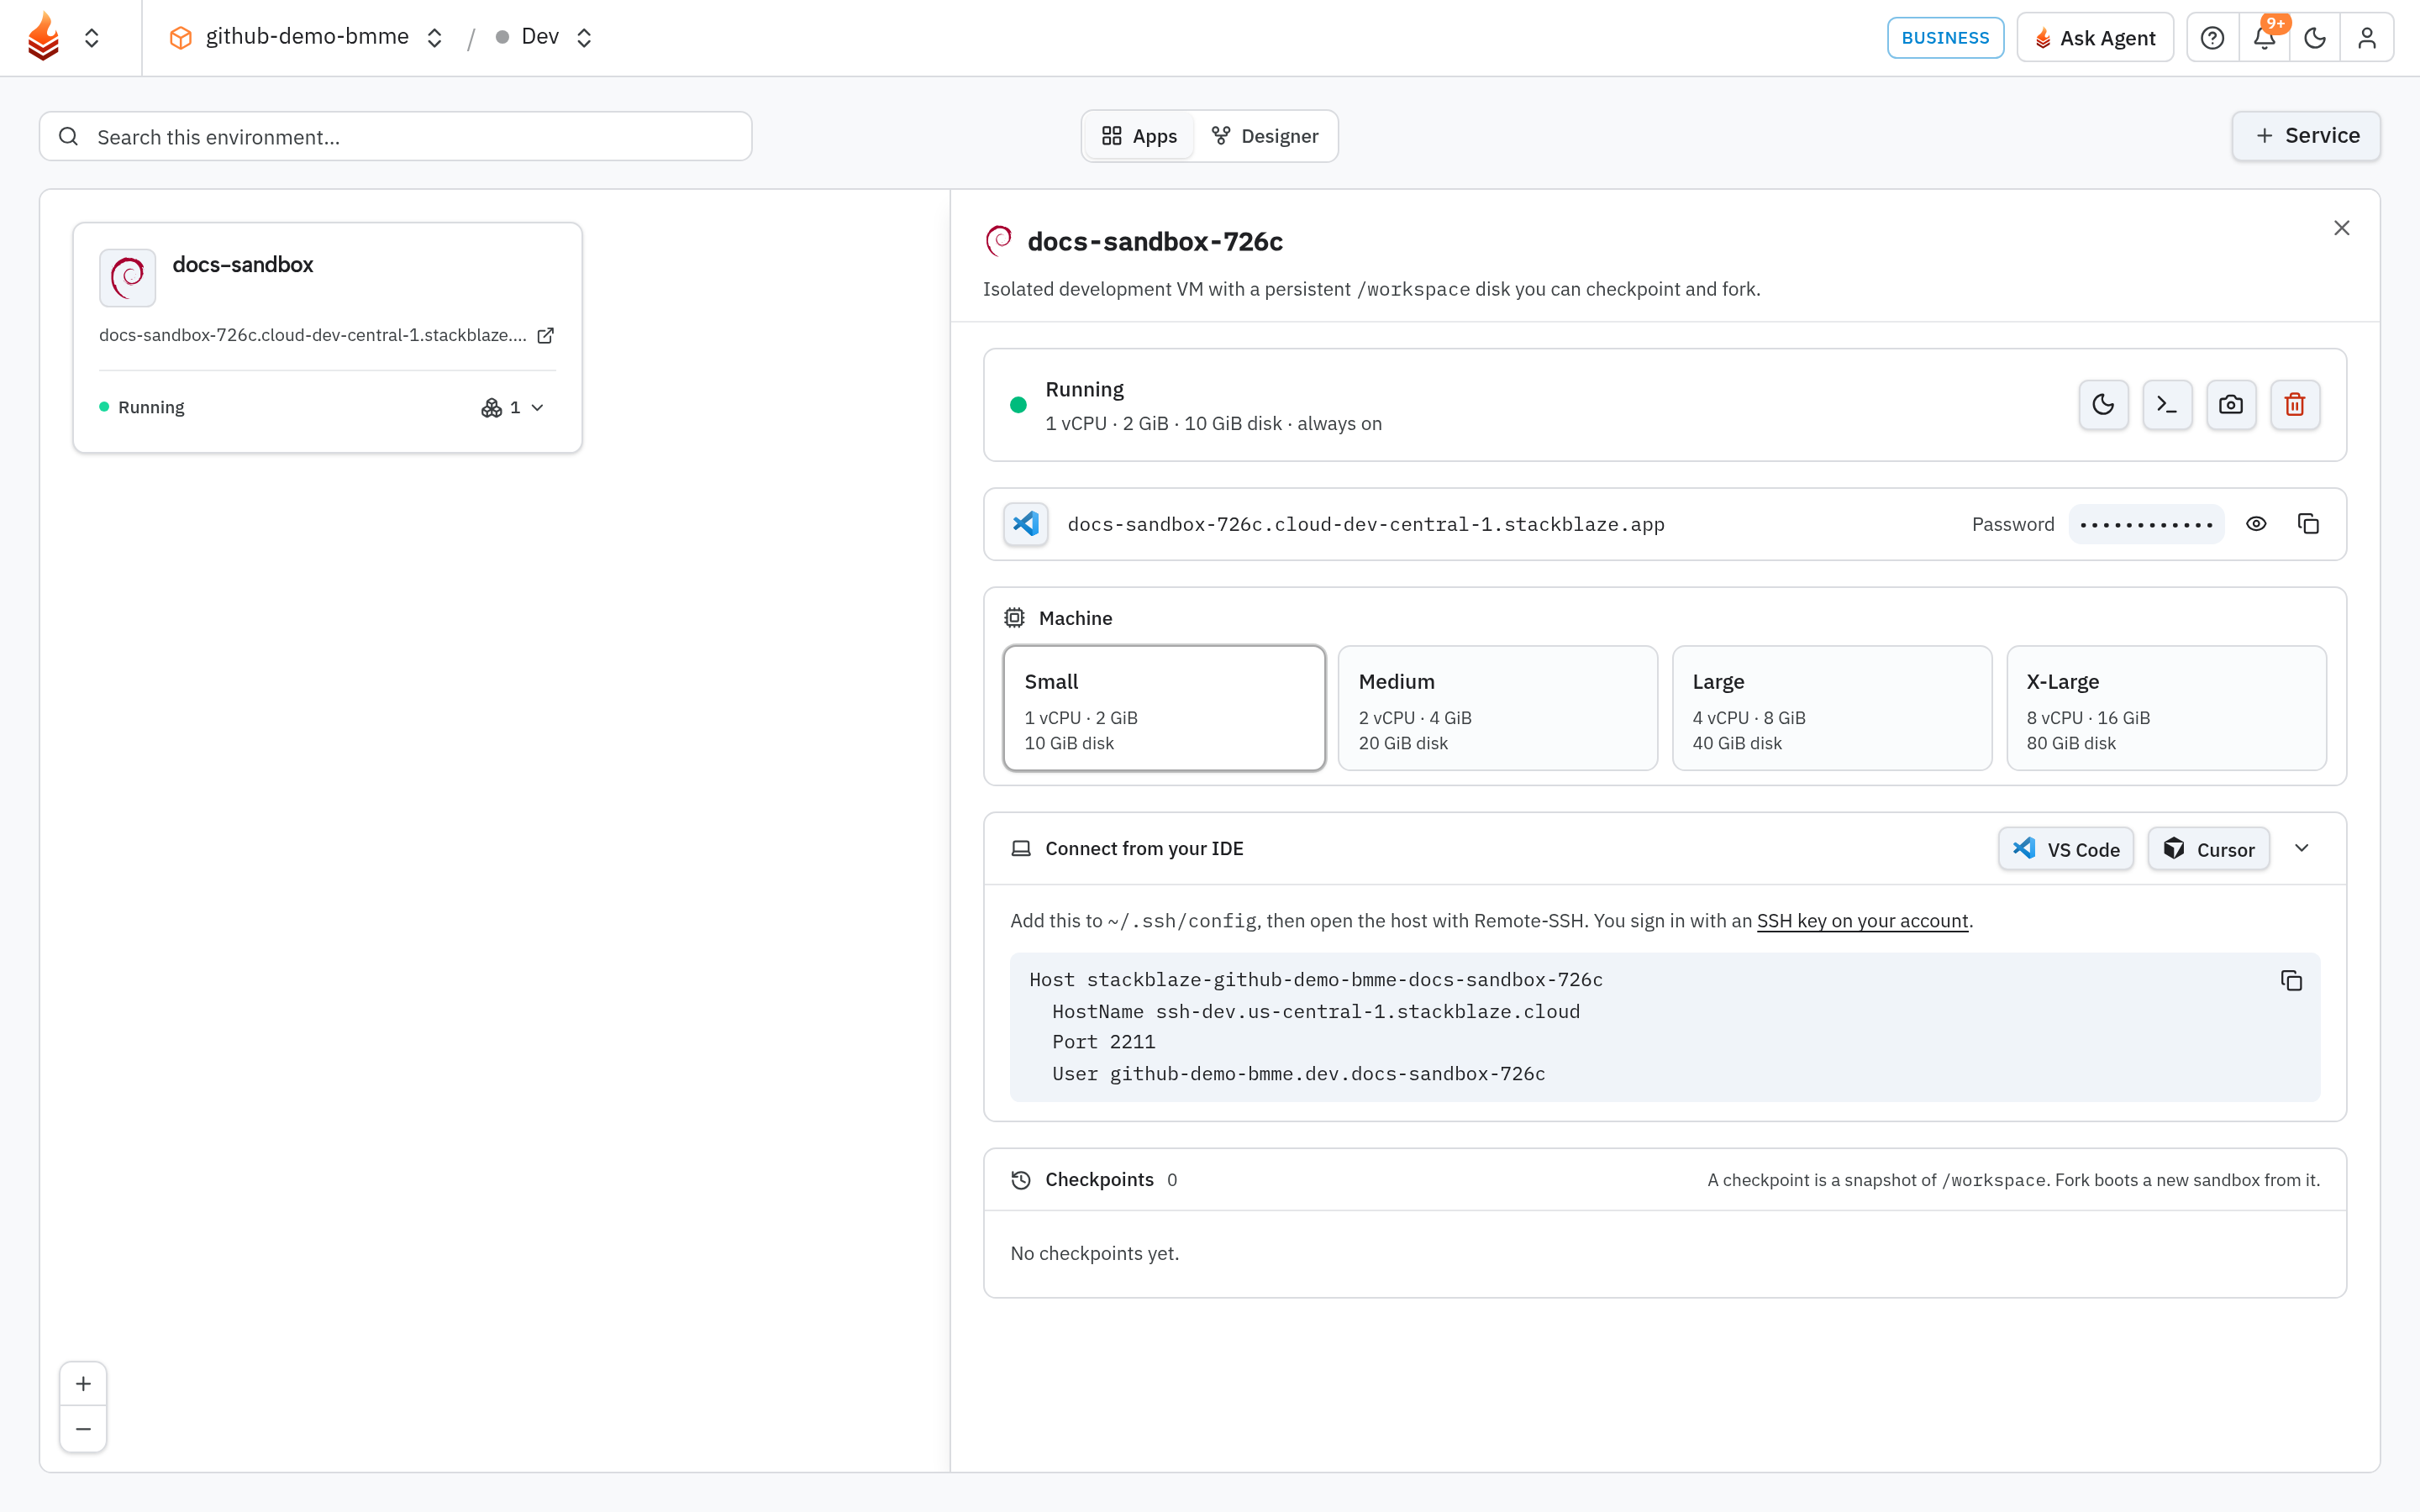 github-demo-bmme / Dev
BUSINESS
Ask Agent
9+
Search this environment...
Apps
Designer
+ Service
docs-sandbox
docs-sandbox-726c.cloud-dev-central-1.stackblaze....
Running
1
docs-sandbox-726c
Isolated development VM with a persistent /workspace disk you can checkpoint and fork.
Running
1 vCPU · 2 GiB · 10 GiB disk · always on
docs-sandbox-726c.cloud-dev-central-1.stackblaze.app
Password ••••••••••••
Machine
Small
1 vCPU · 2 GiB
10 GiB disk
Medium
2 vCPU · 4 GiB
20 GiB disk
Large
4 vCPU · 8 GiB
40 GiB disk
X-Large
8 vCPU · 16 GiB
80 GiB disk
Connect from your IDE
VS Code
Cursor
Add this to ~/.ssh/config, then open the host with Remote-SSH. You sign in with an SSH key on your account.
Host stackblaze-github-demo-bmme-docs-sandbox-726c
HostName ssh-dev.us-central-1.stackblaze.cloud
Port 2211
User github-demo-bmme.dev.docs-sandbox-726c
Checkpoints 0
A checkpoint is a snapshot of /workspace. Fork boots a new sandbox from it.
No checkpoints yet.